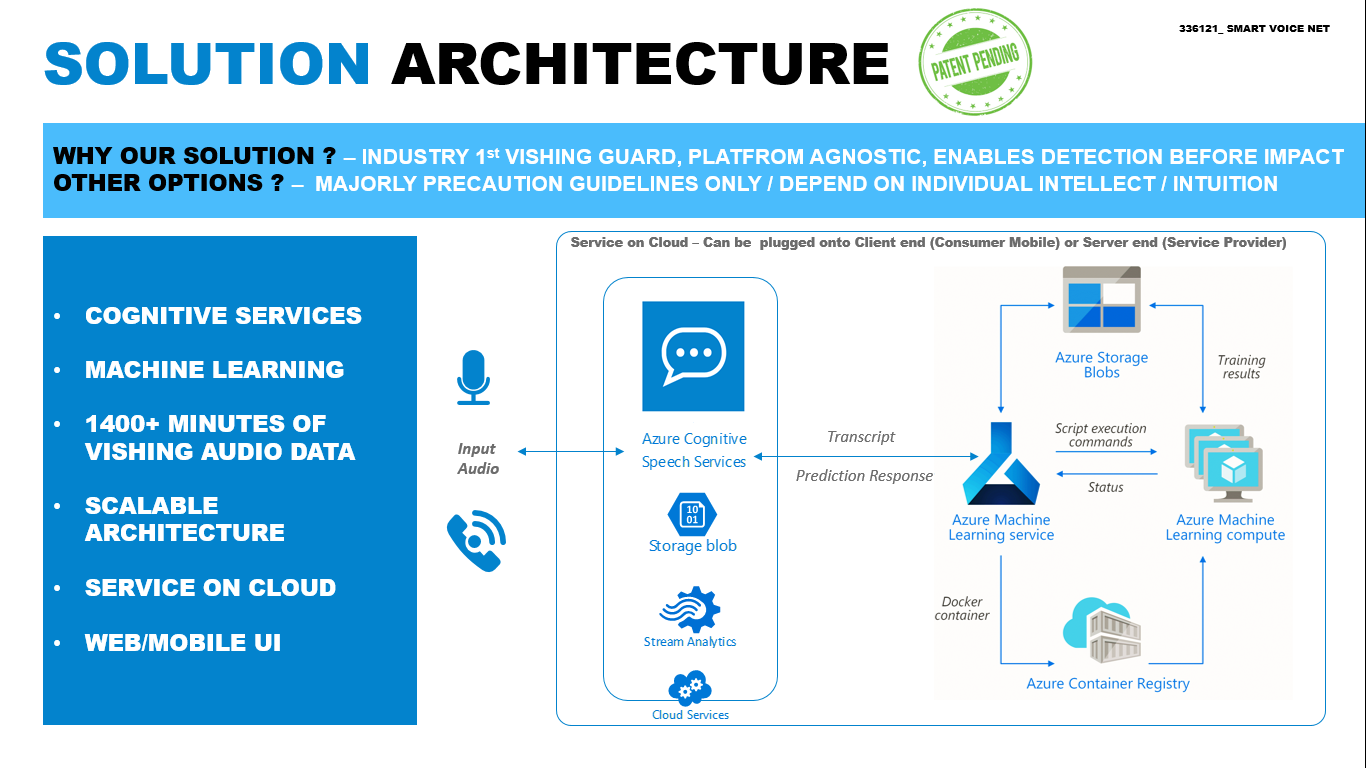 336121_ SMART VOICE NET
SOLUTION ARCHITECTURE
PATENT PENDING
WHY OUR SOLUTION ? – INDUSTRY 1st VISHING GUARD, PLATFROM AGNOSTIC, ENABLES DETECTION BEFORE IMPACT
OTHER OPTIONS ? – MAJORLY PRECAUTION GUIDELINES ONLY / DEPEND ON INDIVIDUAL INTELLECT / INTUITION
• COGNITIVE SERVICES
• MACHINE LEARNING
• 1400+ MINUTES OF
VISHING AUDIO DATA
• SCALABLE
ARCHITECTURE
• SERVICE ON CLOUD
• WEB/MOBILE UI
Input
Audio
Service on Cloud – Can be plugged onto Client end (Consumer Mobile) or Server end (Service Provider)
Azure Cognitive
Speech Services
10
01
Storage blob
Stream Analytics
Cloud Services
Transcript
Prediction Response
Azure Storage
Blobs
Training
results
Script execution
commands
Status
Azure Machine
Learning service
Azure Machine
Learning compute
Docker
container
Azure Container Registry